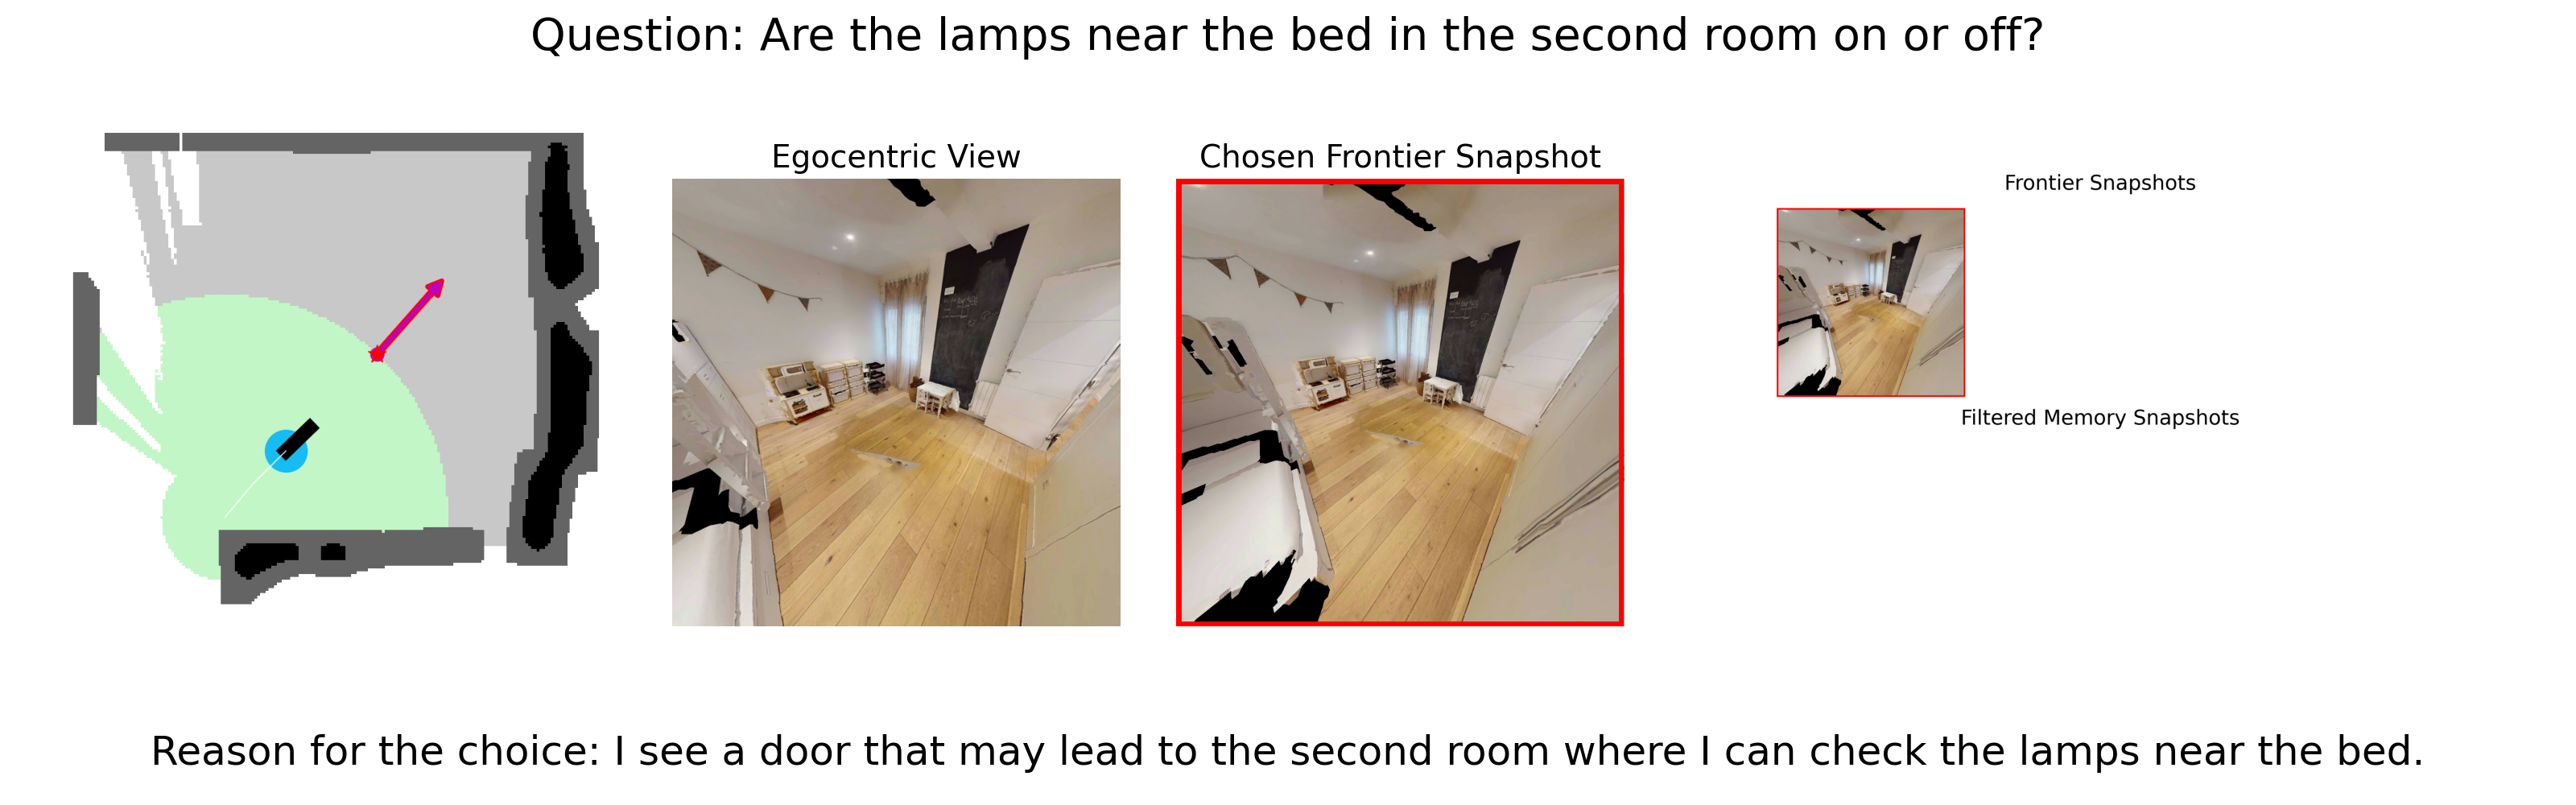 Question: Are the lamps near the bed in the second room on or off?
Egocentric View
Chosen Frontier Snapshot
Frontier Snapshots
Filtered Memory Snapshots
Reason for the choice: I see a door that may lead to the second room where I can check the lamps near the bed.